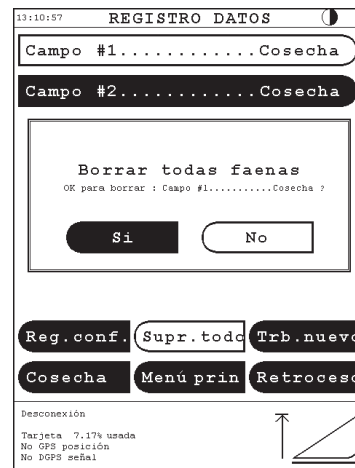 13:10:57 REGISTRO DATOS
Campo #1............Cosecha
Campo #2............Cosecha
Borrar todas faenas
OK para borrar : Campo #1...........Cosecha ?
Si No
Reg.conf. Supr.todo Trb.nuevo
Cosecha Menú prin Retroceso
Desconexión
Tarjeta 7.17% usada
No GPS posición
No DGPS señal